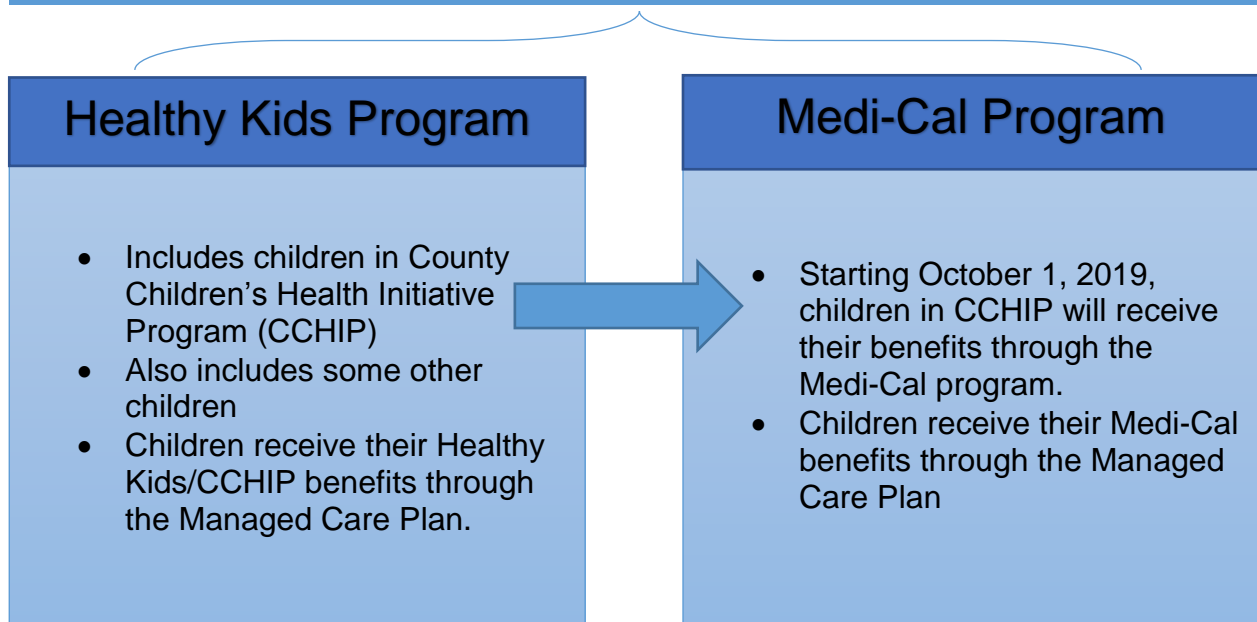 Healthy Kids Program
• Includes children in County
Children’s Health Initiative
Program (CCHIP)
• Also includes some other
children
• Children receive their Healthy
Kids/CCHIP benefits through
the Managed Care Plan.
Medi-Cal Program
• Starting October 1, 2019,
children in CCHIP will receive
their benefits through the
Medi-Cal program.
• Children receive their Medi-Cal
benefits through the Managed
Care Plan